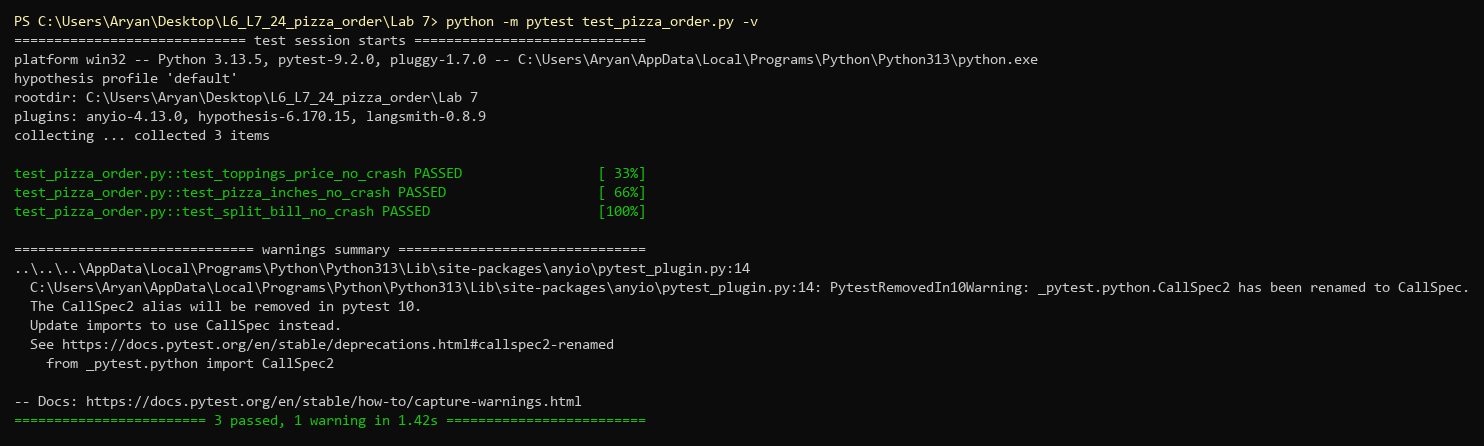 PS C:\Users\Aryan\Desktop\L6_L7_24_pizza_order\Lab 7> python -m pytest test_pizza_order.py -v
============================= test session starts =============================
platform win32 -- Python 3.13.5, pytest-9.2.0, pluggy-1.7.0 -- C:\Users\Aryan\AppData\Local\Programs\Python\Python313\python.exe
hypothesis profile 'default'
rootdir: C:\Users\Aryan\Desktop\L6_L7_24_pizza_order\Lab 7
plugins: anyio-4.13.0, hypothesis-6.170.15, langsmith-0.8.9
collecting ... collected 3 items

test_pizza_order.py::test_toppings_price_no_crash PASSED                 [ 33%]
test_pizza_order.py::test_pizza_inches_no_crash PASSED                   [ 66%]
test_pizza_order.py::test_split_bill_no_crash PASSED                     [100%]

============================== warnings summary ===============================
..\..\..\AppData\Local\Programs\Python\Python313\Lib\site-packages\anyio\pytest_plugin.py:14
  C:\Users\Aryan\AppData\Local\Programs\Python\Python313\Lib\site-packages\anyio\pytest_plugin.py:14: PytestRemovedIn10Warning: _pytest.python.CallSpec2 has been renamed to CallSpec.
  The CallSpec2 alias will be removed in pytest 10.
  Update imports to use CallSpec instead.
  See https://docs.pytest.org/en/stable/deprecations.html#callspec2-renamed
    from _pytest.python import CallSpec2

-- Docs: https://docs.pytest.org/en/stable/how-to/capture-warnings.html
======================== 3 passed, 1 warning in 1.42s =========================